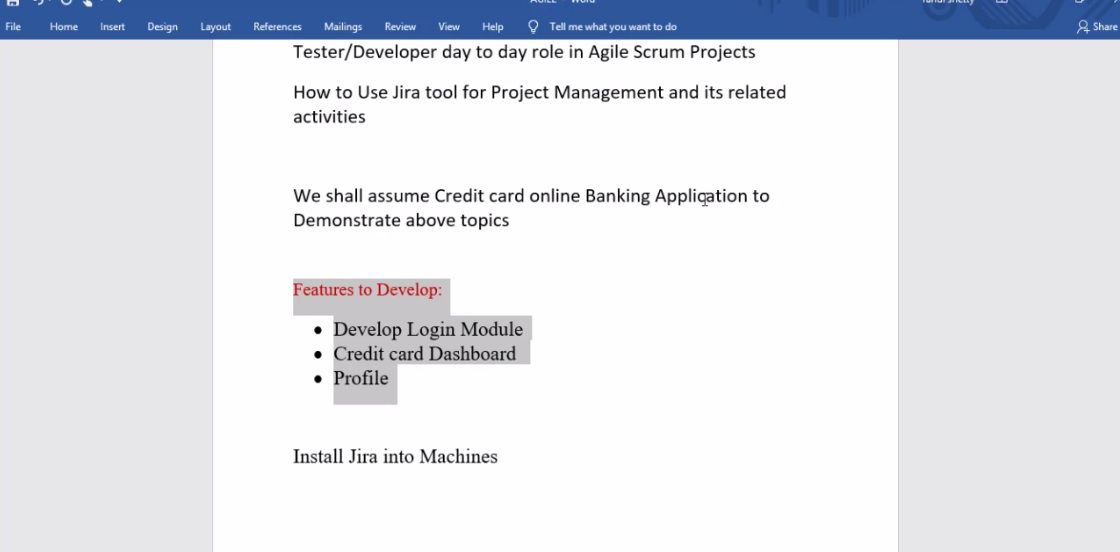 File Home Insert Design Layout References Mailings Review View Help Tell me what you want to do Share
Tester/Developer day to day role in Agile Scrum Projects
How to Use Jira tool for Project Management and its related
activities
We shall assume Credit card online Banking Application to
Demonstrate above topics
Features to Develop:
• Develop Login Module
• Credit card Dashboard
• Profile
Install Jira into Machines